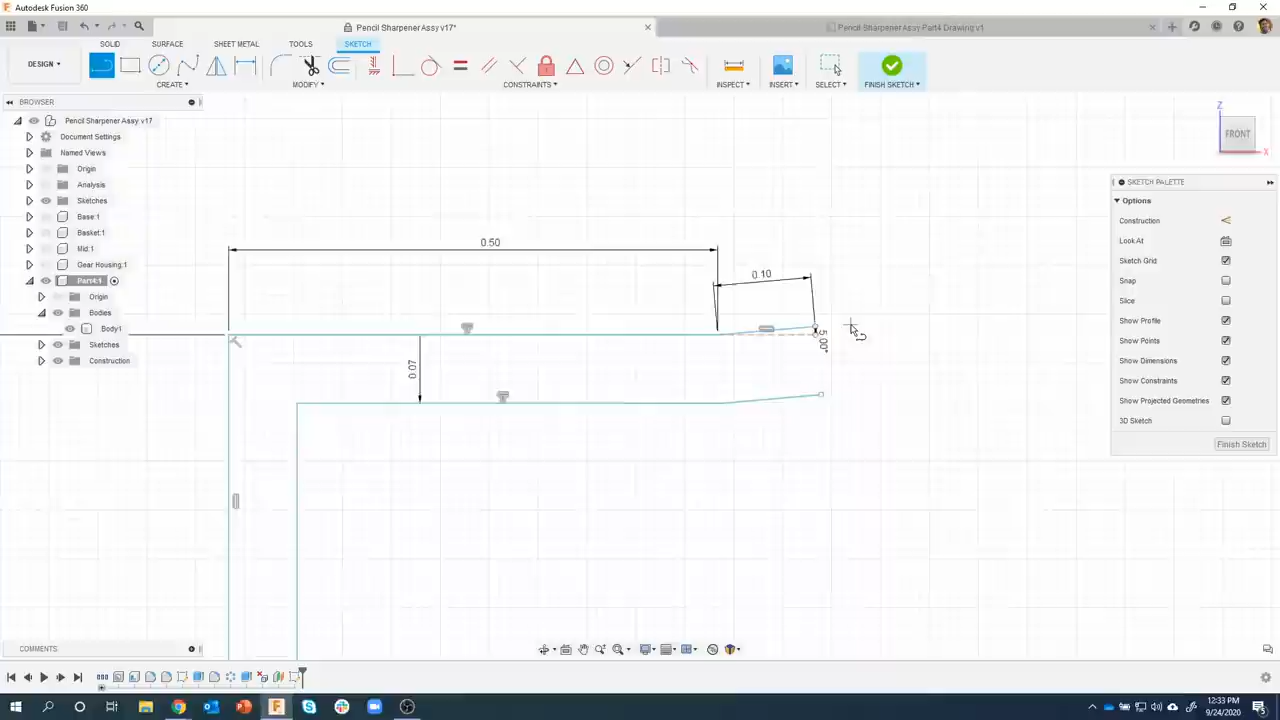 Autodesk Fusion 360
Pencil Sharpener Assy v17*
Pencil Sharpener Assy Part4 Drawing v1
SOLID
SURFACE
SHEET METAL
TOOLS
SKETCH
DESIGN
CREATE
MODIFY
CONSTRAINTS
INSPECT
INSERT
SELECT
FINISH SKETCH
BROWSER
Pencil Sharpener Assy v17
Document Settings
Named Views
Origin
Analysis
Sketches
Base:1
Basket:1
Mid:1
Gear Housing:1
Part4:1
Origin
Bodies
Body1
Sketches
Construction
0.50
0.10
5.00°
0.07
Z
FRONT
X
SKETCH PALETTE
Options
Construction
Look At
Sketch Grid
Snap
Slice
Show Profile
Show Points
Show Dimensions
Show Constraints
Show Projected Geometries
3D Sketch
Finish Sketch
COMMENTS
12:33 PM
9/24/2020